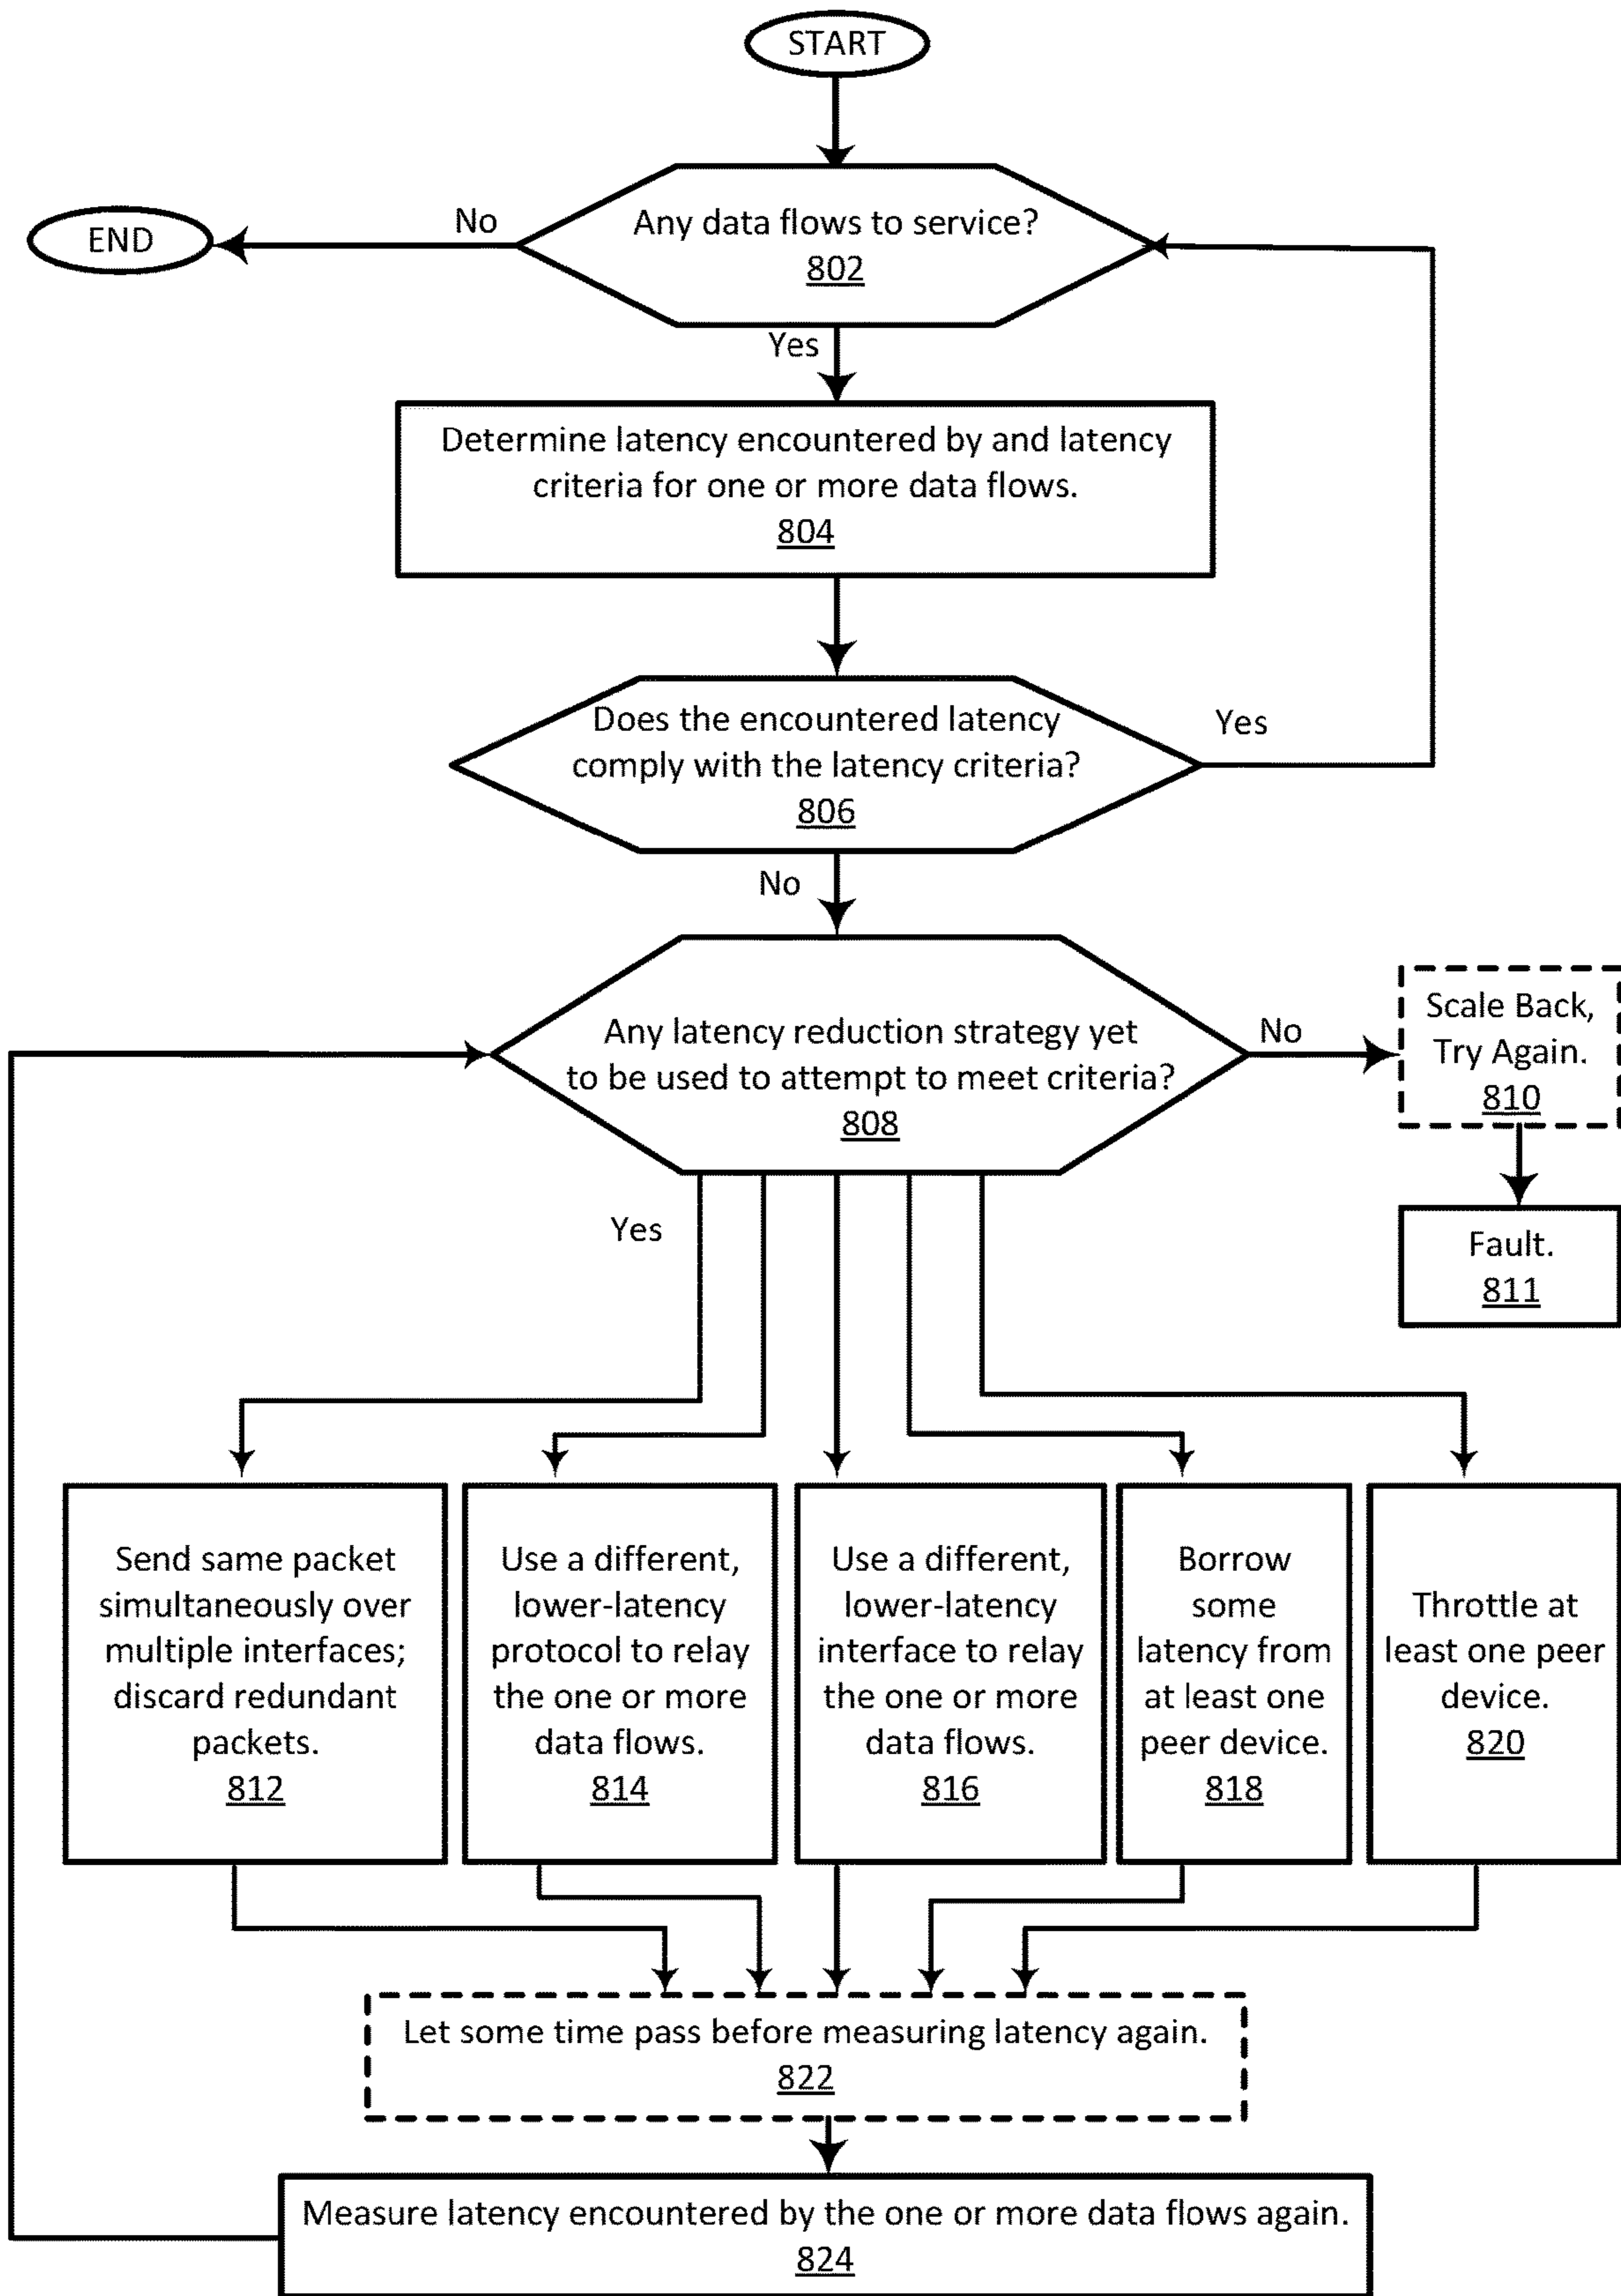 START
Any data flows to service?
802
No
END
Yes
Determine latency encountered by and latency
criteria for one or more data flows.
804
Does the encountered latency
comply with the latency criteria?
806
Yes
No
Any latency reduction strategy yet
to be used to attempt to meet criteria?
808
No
Scale Back,
Try Again.
810
Fault.
811
Yes
Send same packet
simultaneously over
multiple interfaces;
discard redundant
packets.
812
Use a different,
lower-latency
protocol to relay
the one or more
data flows.
814
Use a different,
lower-latency
interface to relay
the one or more
data flows.
816
Borrow
some
latency from
at least one
peer device.
818
Throttle at
least one peer
device.
820
Let some time pass before measuring latency again.
822
Measure latency encountered by the one or more data flows again.
824